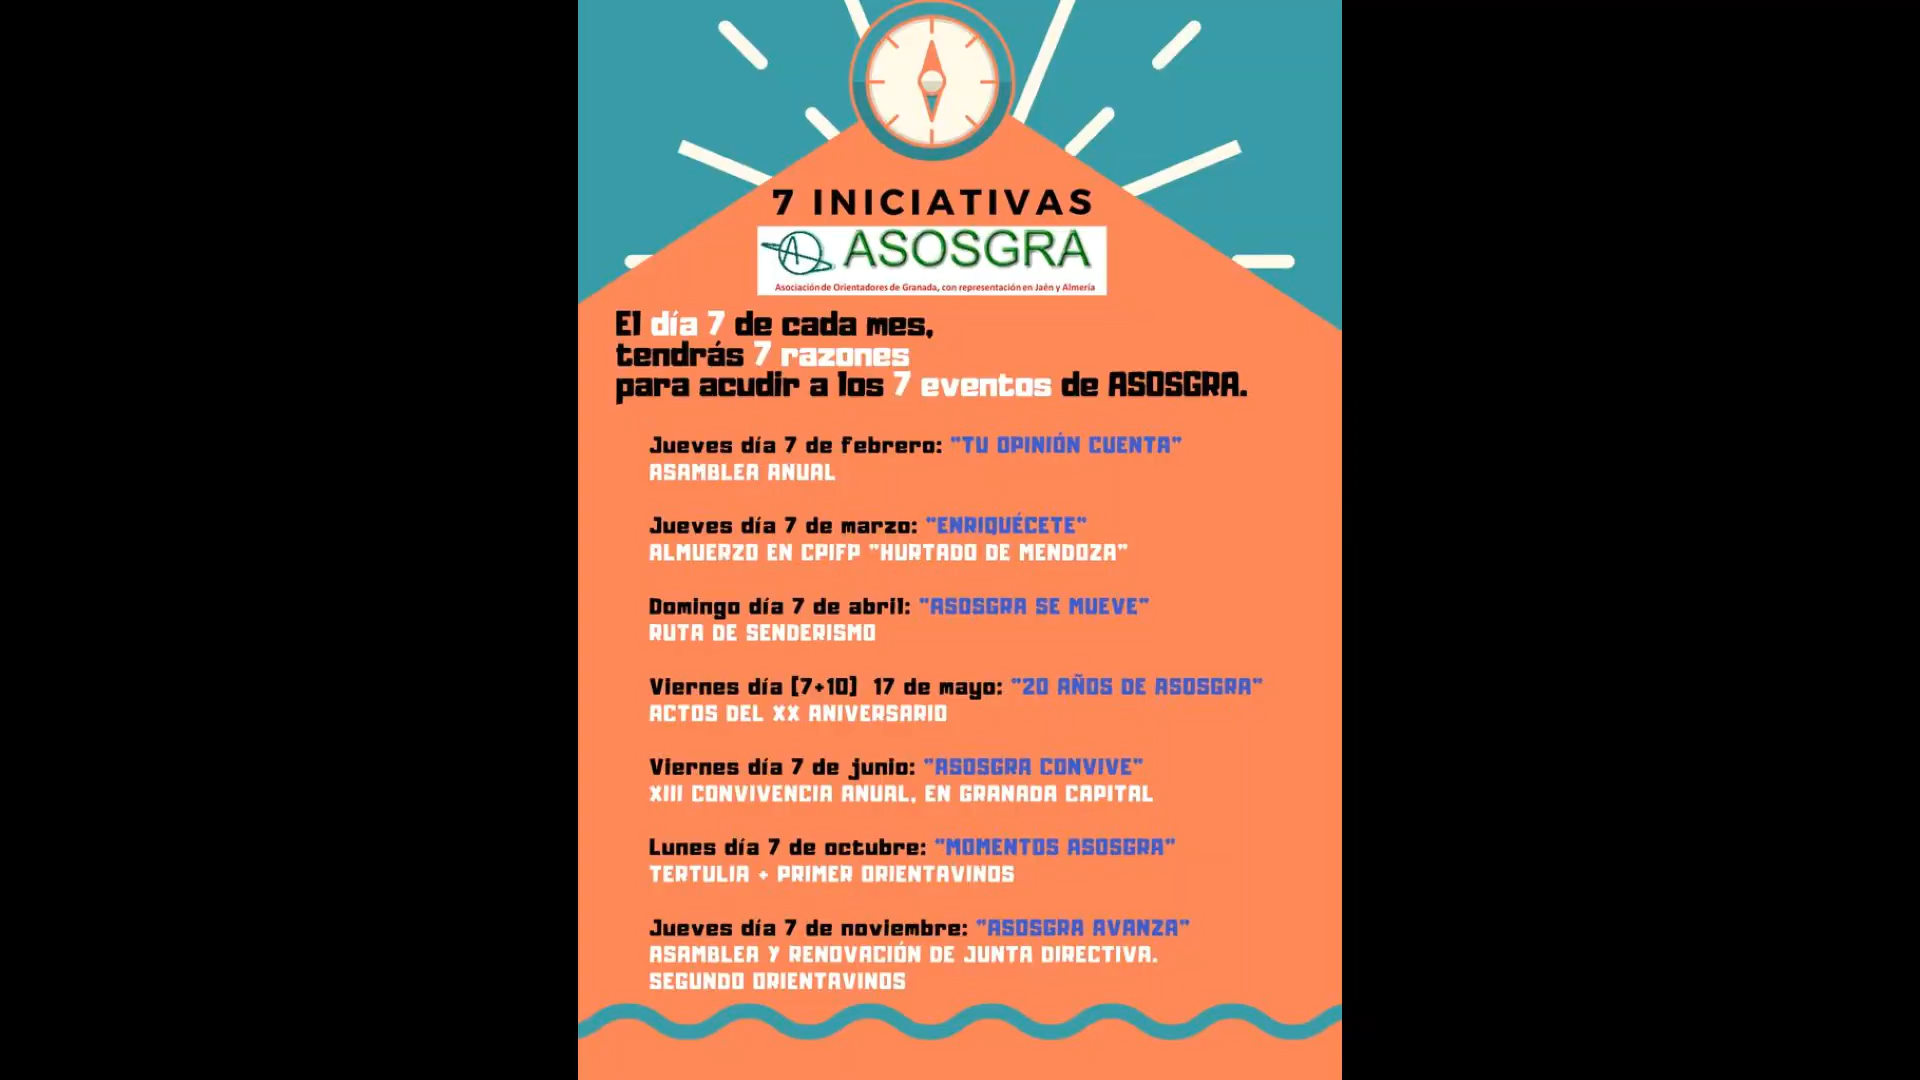 7 INICIATIVAS
ASOSGRA
Asociación de Orientadores de Granada, con representación en Jaén y Almería
El día 7 de cada mes,
tendrás 7 razones
para acudir a los 7 eventos de ASOSGRA.
Jueves día 7 de febrero: "TU OPINIÓN CUENTA"
ASAMBLEA ANUAL
Jueves día 7 de marzo: "ENRIQUÉCETE"
ALMUERZO EN CPIFP "HURTADO DE MENDOZA"
Domingo día 7 de abril: "ASOSGRA SE MUEVE"
RUTA DE SENDERISMO
Viernes día [7+10] 17 de mayo: "20 AÑOS DE ASOSGRA"
ACTOS DEL XX ANIVERSARIO
Viernes día 7 de junio: "ASOSGRA CONVIVE"
XIII CONVIVENCIA ANUAL, EN GRANADA CAPITAL
Lunes día 7 de octubre: "MOMENTOS ASOSGRA"
TERTULIA + PRIMER ORIENTAVINOS
Jueves día 7 de noviembre: "ASOSGRA AVANZA"
ASAMBLEA Y RENOVACIÓN DE JUNTA DIRECTIVA.
SEGUNDO ORIENTAVINOS